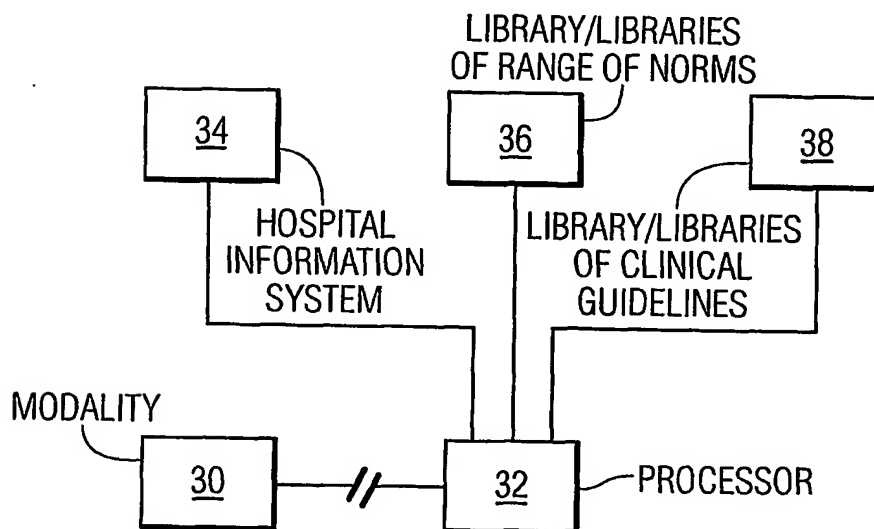 LIBRARY/LIBRARIES
OF RANGE OF NORMS
34
36
38
HOSPITAL
INFORMATION
SYSTEM
LIBRARY/LIBRARIES
OF CLINICAL
GUIDELINES
MODALITY
30
32
PROCESSOR